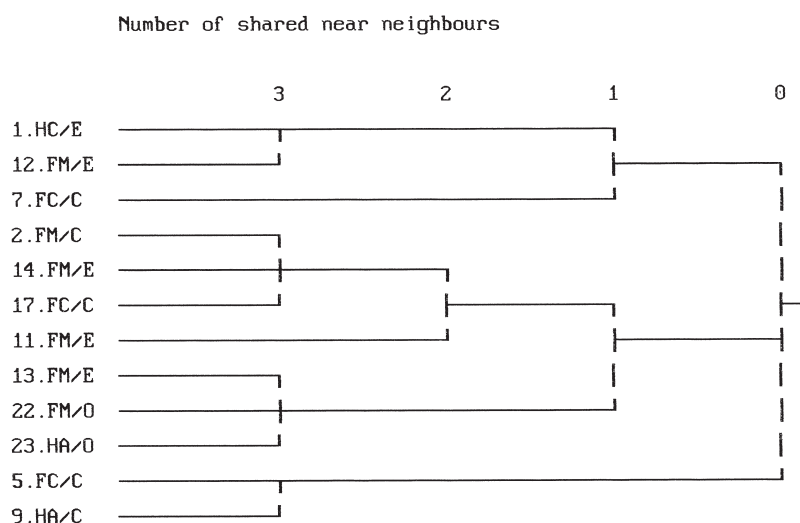 Number of shared near neighbours
3 2 1 0
1.HC/E
12.FM/E
7.FC/C
2.FM/C
14.FM/E
17.FC/C
11.FM/E
13.FM/E
22.FM/O
23.HA/O
5.FC/C
9.HA/C